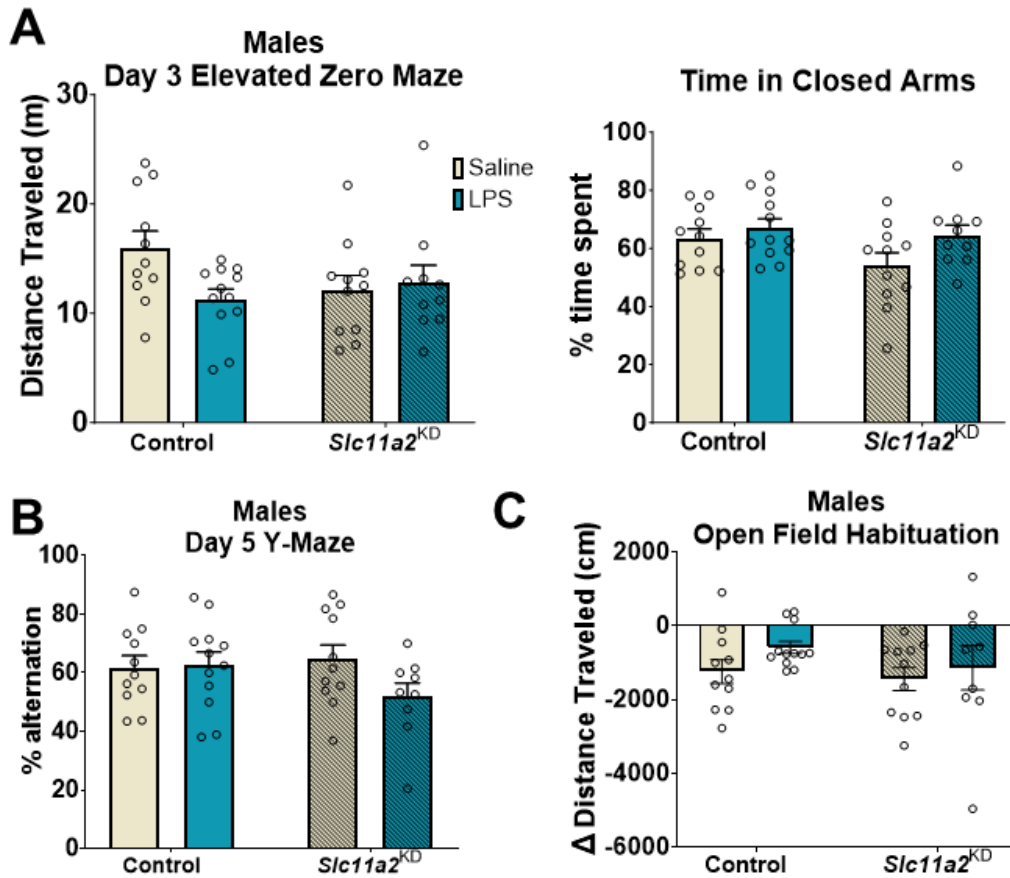 A
Males
Day 3 Elevated Zero Maze
Distance Traveled (m)
30
20
10
0
Saline
LPS
Control
Slc11a2KD
Time in Closed Arms
% time spent
100
80
60
40
20
0
Control
Slc11a2KD
B
Males
Day 5 Y-Maze
% alternation
100
80
60
40
20
0
Control
Slc11a2KD
C
Males
Open Field Habituation
Δ Distance Traveled (cm)
2000
0
-2000
-4000
-6000
Control
Slc11a2KD